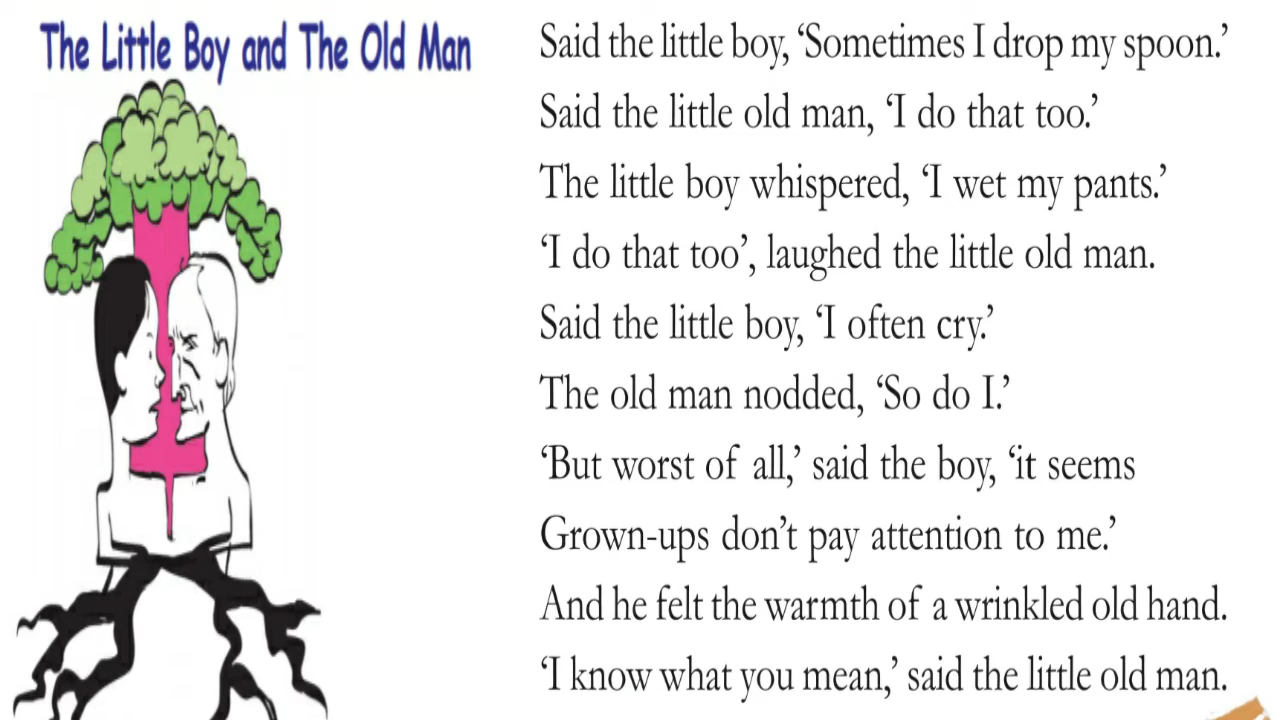 The Little Boy and The Old Man
Said the little boy, ‘Sometimes I drop my spoon.’
Said the little old man, ‘I do that too.’
The little boy whispered, ‘I wet my pants.’
‘I do that too’, laughed the little old man.
Said the little boy, ‘I often cry.’
The old man nodded, ‘So do I.’
‘But worst of all,’ said the boy, ‘it seems
Grown-ups don’t pay attention to me.’
And he felt the warmth of a wrinkled old hand.
‘I know what you mean,’ said the little old man.